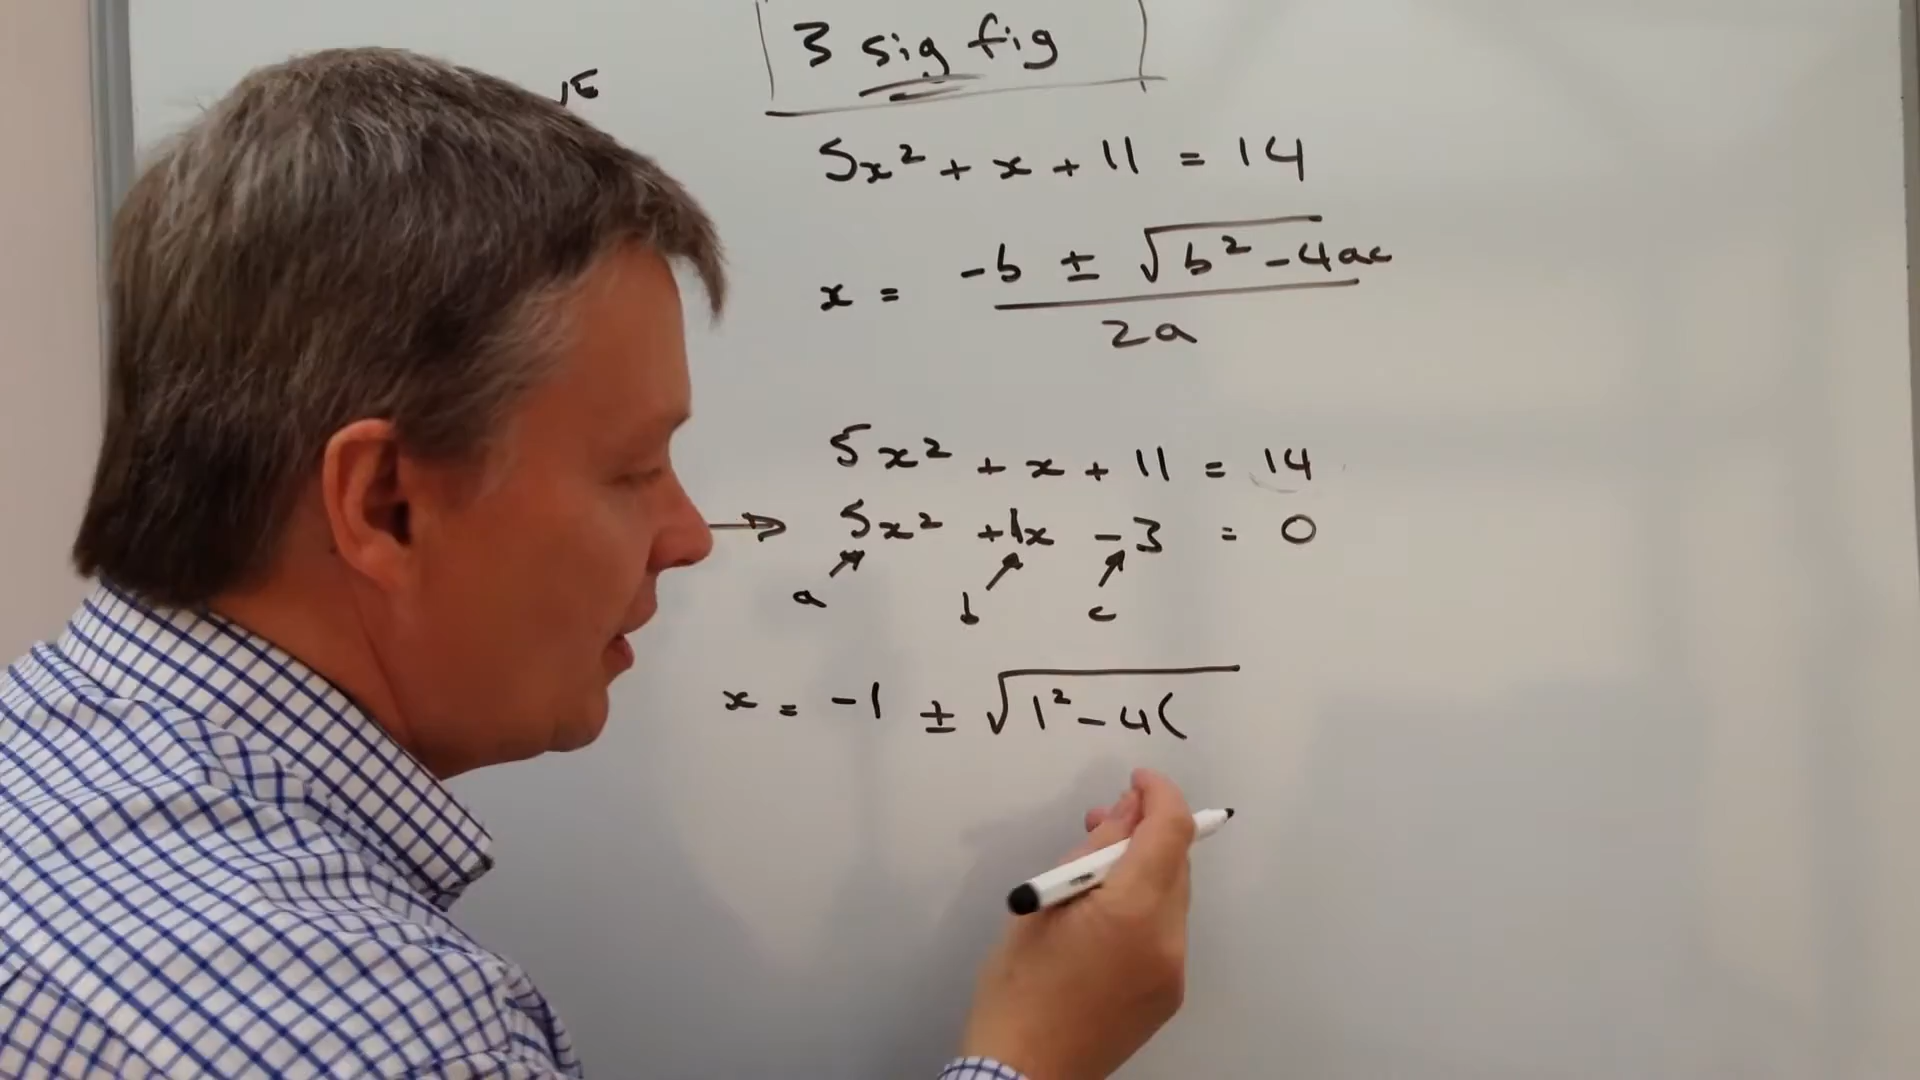 3 sig fig
5x² + x + 11 = 14
x = -b ± √b² - 4ac
2a
5x² + x + 11 = 14
5x² + 1x - 3 = 0
a b c
x = -1 ± √1² - 4(